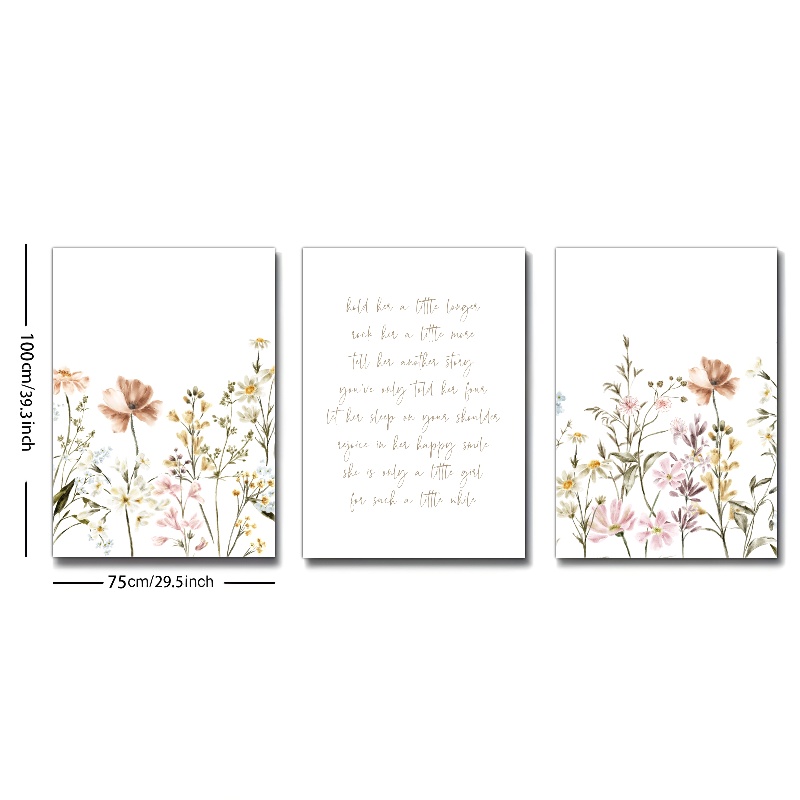 100cm/39.3inch
hold her a little longer
rock her a little more
tell her another story
you've only told her four
let her sleep on your shoulder
rejoice in her happy smile
she is only a little girl
for such a little while
75cm/29.5inch